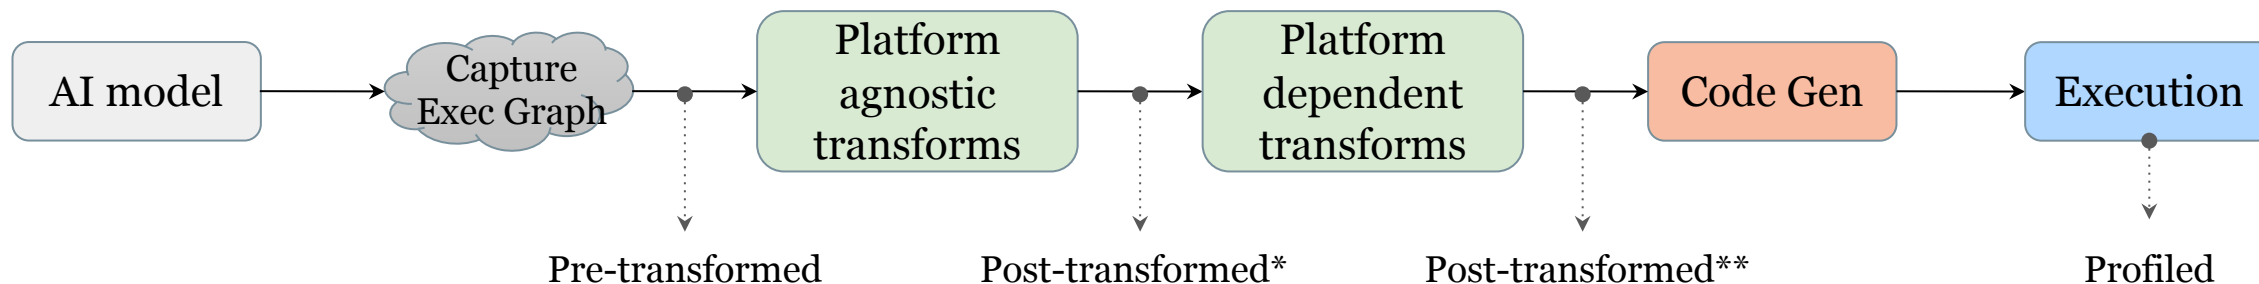 AI model
Capture
Exec Graph
Platform
agnostic
transforms
Platform
dependent
transforms
Code Gen
Execution
Pre-transformed
Post-transformed*
Post-transformed**
Profiled